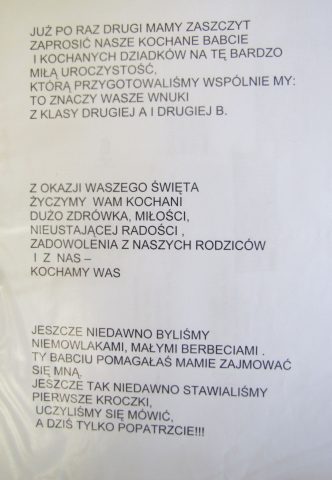 JUŻ PO RAZ DRUGI MAMY ZASZCZYT
ZAPROSIĆ NASZE KOCHANE BABCIE
I KOCHANYCH DZIADKÓW NA TĘ BARDZO
MIŁĄ UROCZYSTOŚĆ,
KTÓRĄ PRZYGOTOWALIŚMY WSPÓLNIE MY:
TO ZNACZY WASZE WNUKI
Z KLASY DRUGIEJ A I DRUGIEJ B.
Z OKAZJI WASZEGO ŚWIĘTA
ŻYCZYMY WAM KOCHANI
DUŻO ZDRÓWKA, MIŁOŚCI,
NIEUSTAJĄCEJ RADOŚCI ,
ZADOWOLENIA Z NASZYCH RODZICÓW
I Z NAS –
KOCHAMY WAS
JESZCZE NIEDAWNO BYLIŚMY
NIEMOWLAKAMI, MAŁYMI BERBECIAMI .
TY BABCIU POMAGAŁAŚ MAMIE ZAJMOWAĆ
SIĘ MNĄ.
JESZCZE TAK NIEDAWNO STAWIALIŚMY
PIERWSZE KROCZKI,
UCZYLIŚMY SIĘ MÓWIĆ,
A DZIŚ TYLKO POPATRZCIE!!!